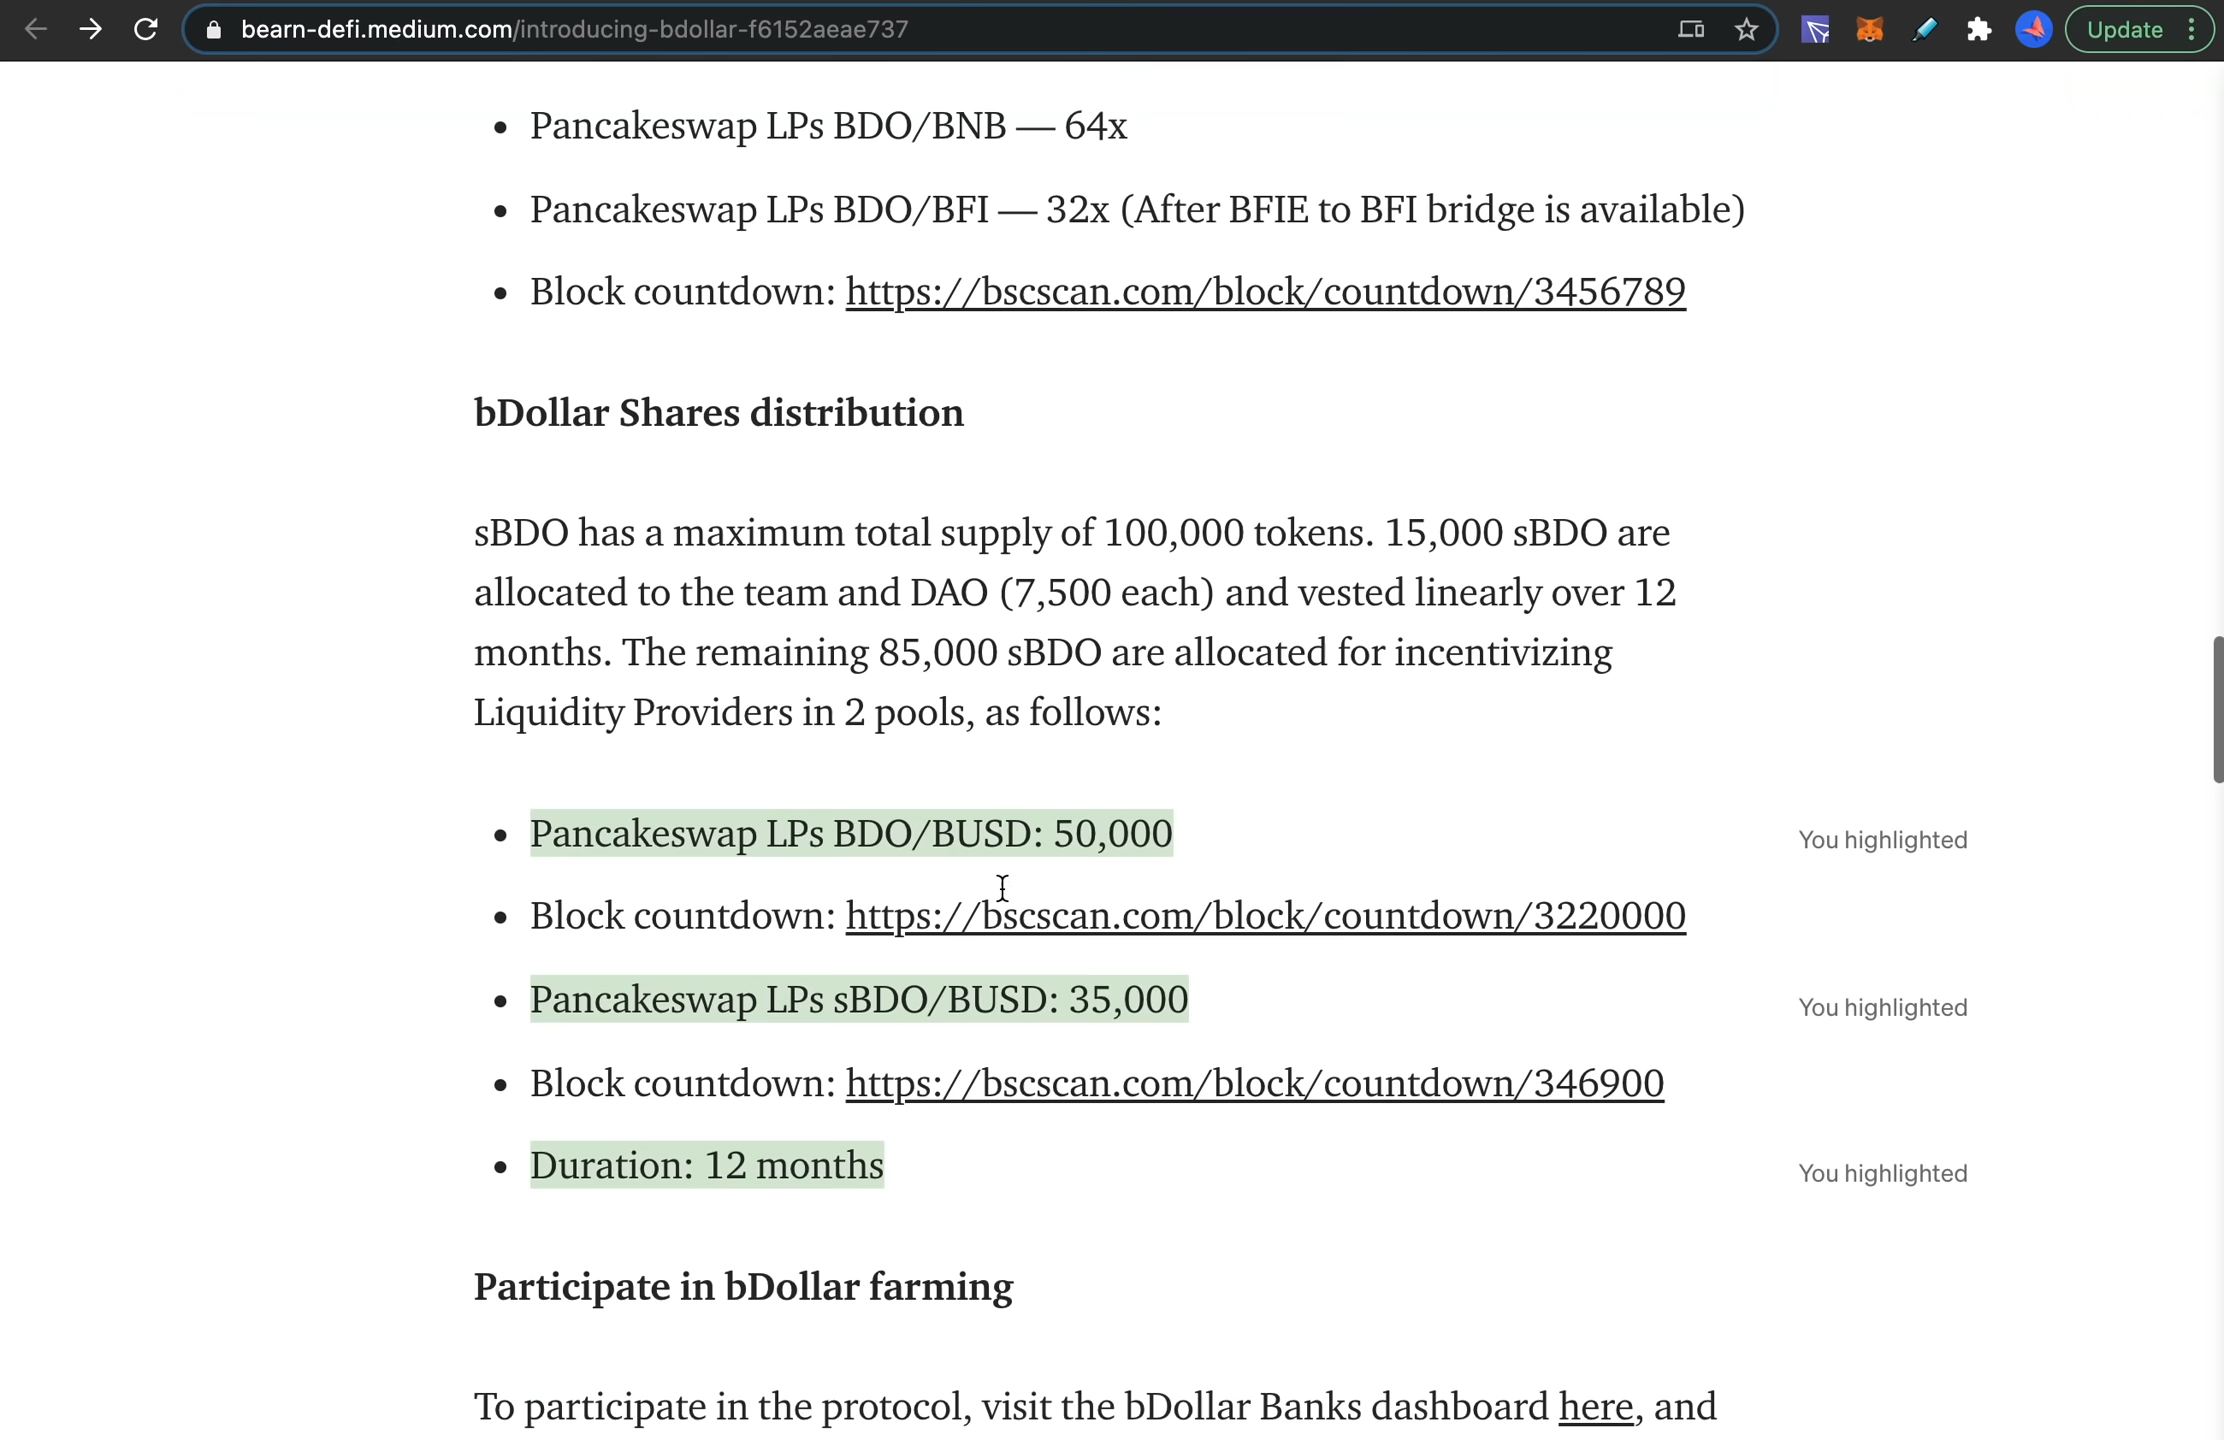 bearn-defi.medium.com/introducing-bdollar-f6152aeae737
Update
• Pancakeswap LPs BDO/BNB — 64x
• Pancakeswap LPs BDO/BFI — 32x (After BFIE to BFI bridge is available)
• Block countdown: https://bscscan.com/block/countdown/3456789
bDollar Shares distribution
sBDO has a maximum total supply of 100,000 tokens. 15,000 sBDO are
allocated to the team and DAO (7,500 each) and vested linearly over 12
months. The remaining 85,000 sBDO are allocated for incentivizing
Liquidity Providers in 2 pools, as follows:
• Pancakeswap LPs BDO/BUSD: 50,000
You highlighted
• Block countdown: https://bscscan.com/block/countdown/3220000
• Pancakeswap LPs sBDO/BUSD: 35,000
You highlighted
• Block countdown: https://bscscan.com/block/countdown/346900
• Duration: 12 months
You highlighted
Participate in bDollar farming
To participate in the protocol, visit the bDollar Banks dashboard here, and